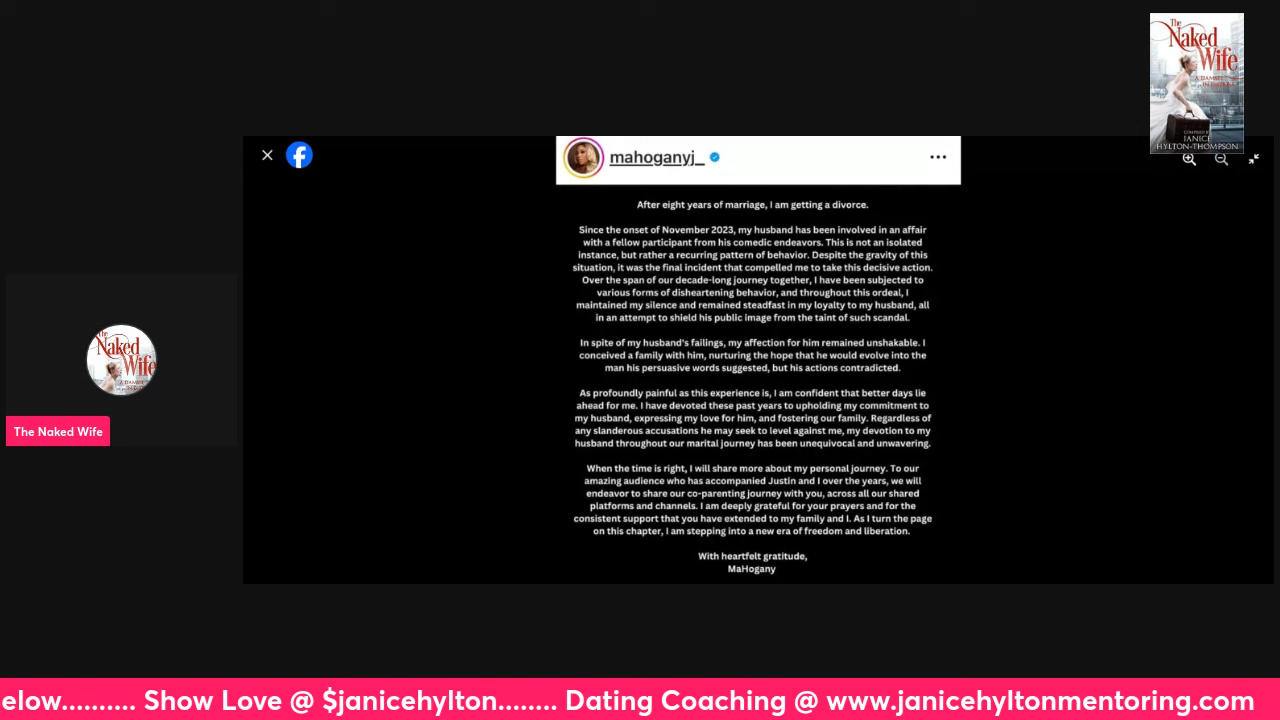 The
Naked
Wife
A DAMSEL
COMPILED BY
JANICE
HYLTON-THOMPSON
mahoganyj_
After eight years of marriage, I am getting a divorce.
Since the onset of November 2023, my husband has been involved in an affair
with a fellow participant from his comedic endeavors. This is not an isolated
instance, but rather a recurring pattern of behavior. Despite the gravity of this
situation, it was the final incident that compelled me to take this decisive action.
Over the span of our decade-long journey together, I have been subjected to
various forms of disheartening behavior, and throughout this ordeal, I
maintained my silence and remained steadfast in my loyalty to my husband, all
in an attempt to shield his public image from the taint of such scandal.
In spite of my husband's failings, my affection for him remained unshakable. I
conceived a family with him, nurturing the hope that he would evolve into the
man his persuasive words suggested, but his actions contradicted.
As profoundly painful as this experience is, I am confident that better days lie
ahead for me. I have devoted these past years to upholding my commitment to
my husband, expressing my love for him, and fostering our family. Regardless of
any slanderous accusations he may seek to level against me, my devotion to my
husband throughout our marital journey has been unequivocal and unwavering.
When the time is right, I will share more about my personal journey. To our
amazing audience who has accompanied Justin and I over the years, we will
endeavor to share our co-parenting journey with you, across all our shared
platforms and channels. I am deeply grateful for your prayers and for the
consistent support that you have extended to my family and I. As I turn the page
on this chapter, I am stepping into a new era of freedom and liberation.
With heartfelt gratitude,
MaHogany
The
Naked
Wife
The Naked Wife
elow.......... Show Love @ $janicehylton........ Dating Coaching @ www.janicehyltonmentoring.com